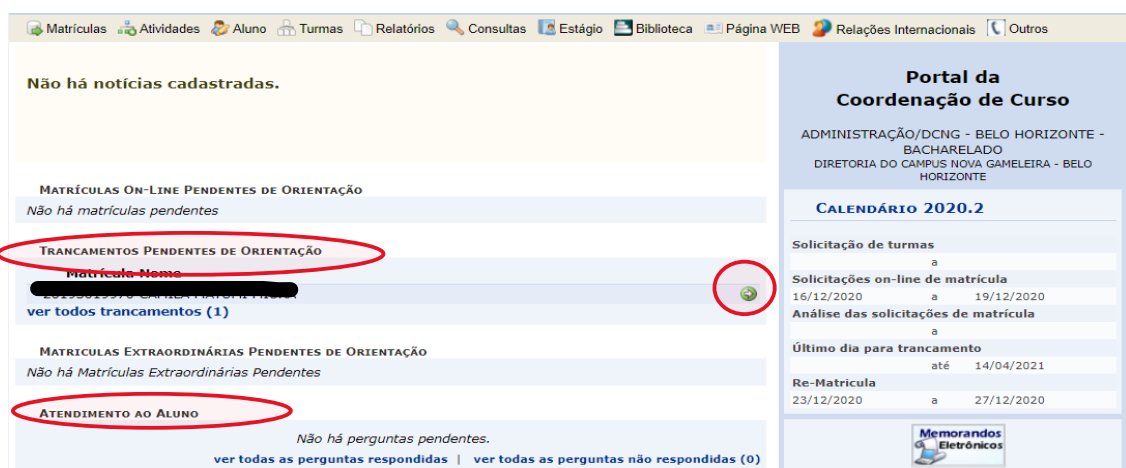 Matrículas Atividades Aluno Turmas Relatórios Consultas Estágio Biblioteca Página WEB Relações Internacionais Outros
Não há notícias cadastradas.
MATRÍCULAS ON-LINE PENDENTES DE ORIENTAÇÃO
Não há matrículas pendentes
TRANCAMENTOS PENDENTES DE ORIENTAÇÃO
Matrícula Nome
ver todos trancamentos (1)
MATRICULAS EXTRAORDINÁRIAS PENDENTES DE ORIENTAÇÃO
Não há Matrículas Extraordinárias Pendentes
ATENDIMENTO AO ALUNO
Não há perguntas pendentes.
ver todas as perguntas respondidas | ver todas as perguntas não respondidas (0)
Portal da
Coordenação de Curso
ADMINISTRAÇÃO/DCNG - BELO HORIZONTE -
BACHARELADO
DIRETORIA DO CAMPUS NOVA GAMELEIRA - BELO
HORIZONTE
CALENDÁRIO 2020.2
Solicitação de turmas
a
Solicitações on-line de matrícula
16/12/2020 a 19/12/2020
Análise das solicitações de matrícula
a
Último dia para trancamento
até 14/04/2021
Re-Matricula
23/12/2020 a 27/12/2020
Memorandos
Eletrônicos